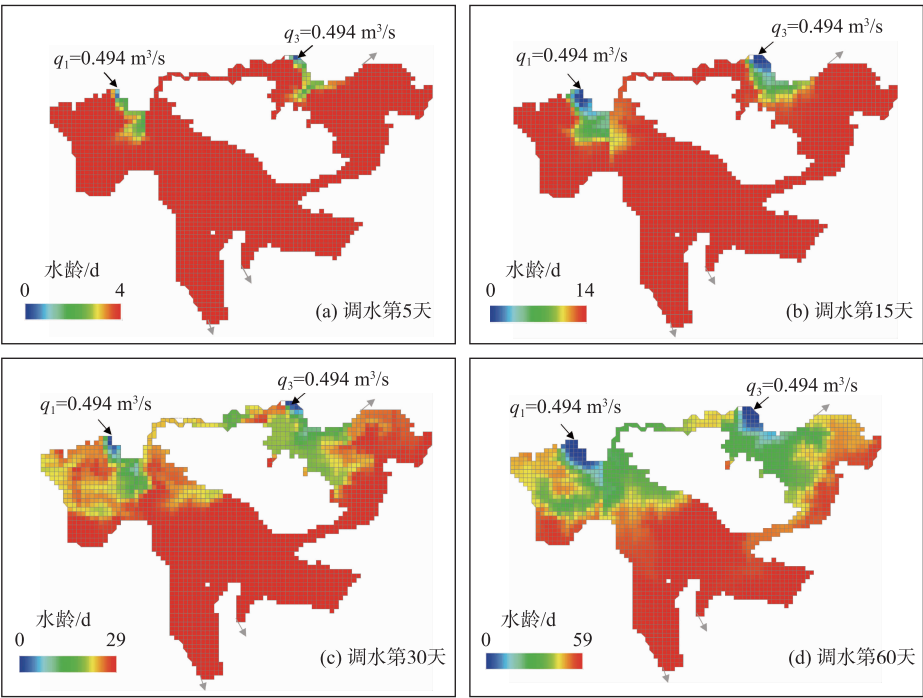 q₁=0.494 m³/s
q₃=0.494 m³/s
水龄/d
0 4
(a) 调水第5天
q₁=0.494 m³/s
q₃=0.494 m³/s
水龄/d
0 14
(b) 调水第15天
q₁=0.494 m³/s
q₃=0.494 m³/s
水龄/d
0 29
(c) 调水第30天
q₁=0.494 m³/s
q₃=0.494 m³/s
水龄/d
0 59
(d) 调水第60天